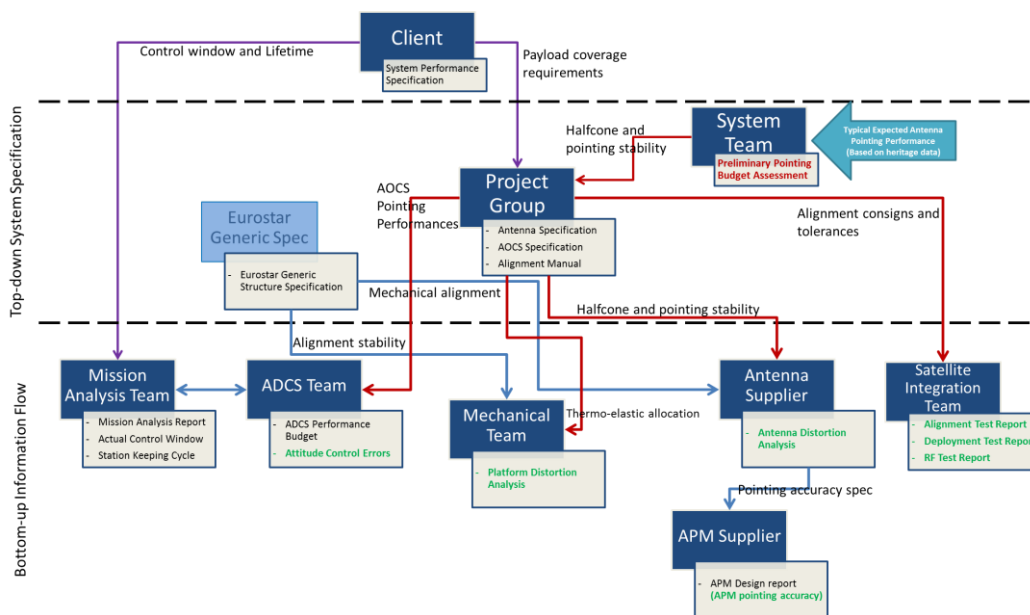 Client
System Performance
Specification
Control window and Lifetime
Payload coverage
requirements
Top-down System Specification
System
Team
Preliminary Pointing
Budget Assessment
Typical Expected Antenna
Pointing Performance
(Based on heritage data)
Halfcone and
pointing stability
Project
Group
- Antenna Specification
- AOCS Specification
- Alignment Manual
AOCS
Pointing
Performances
Alignment consigns and
tolerances
Eurostar
Generic Spec
- Eurostar Generic
Structure Specification
Mechanical alignment
Halfcone and pointing stability
Bottom-up Information Flow
Alignment stability
Mission
Analysis Team
- Mission Analysis Report
- Actual Control Window
- Station Keeping Cycle
ADCS Team
- ADCS Performance
Budget
- Attitude Control Errors
Mechanical
Team
- Platform Distortion
Analysis
Thermo-elastic allocation
Antenna
Supplier
- Antenna Distortion
Analysis
Satellite
Integration
Team
- Alignment Test Report
- Deployment Test Report
- RF Test Report
Pointing accuracy spec
APM Supplier
- APM Design report
(APM pointing accuracy)